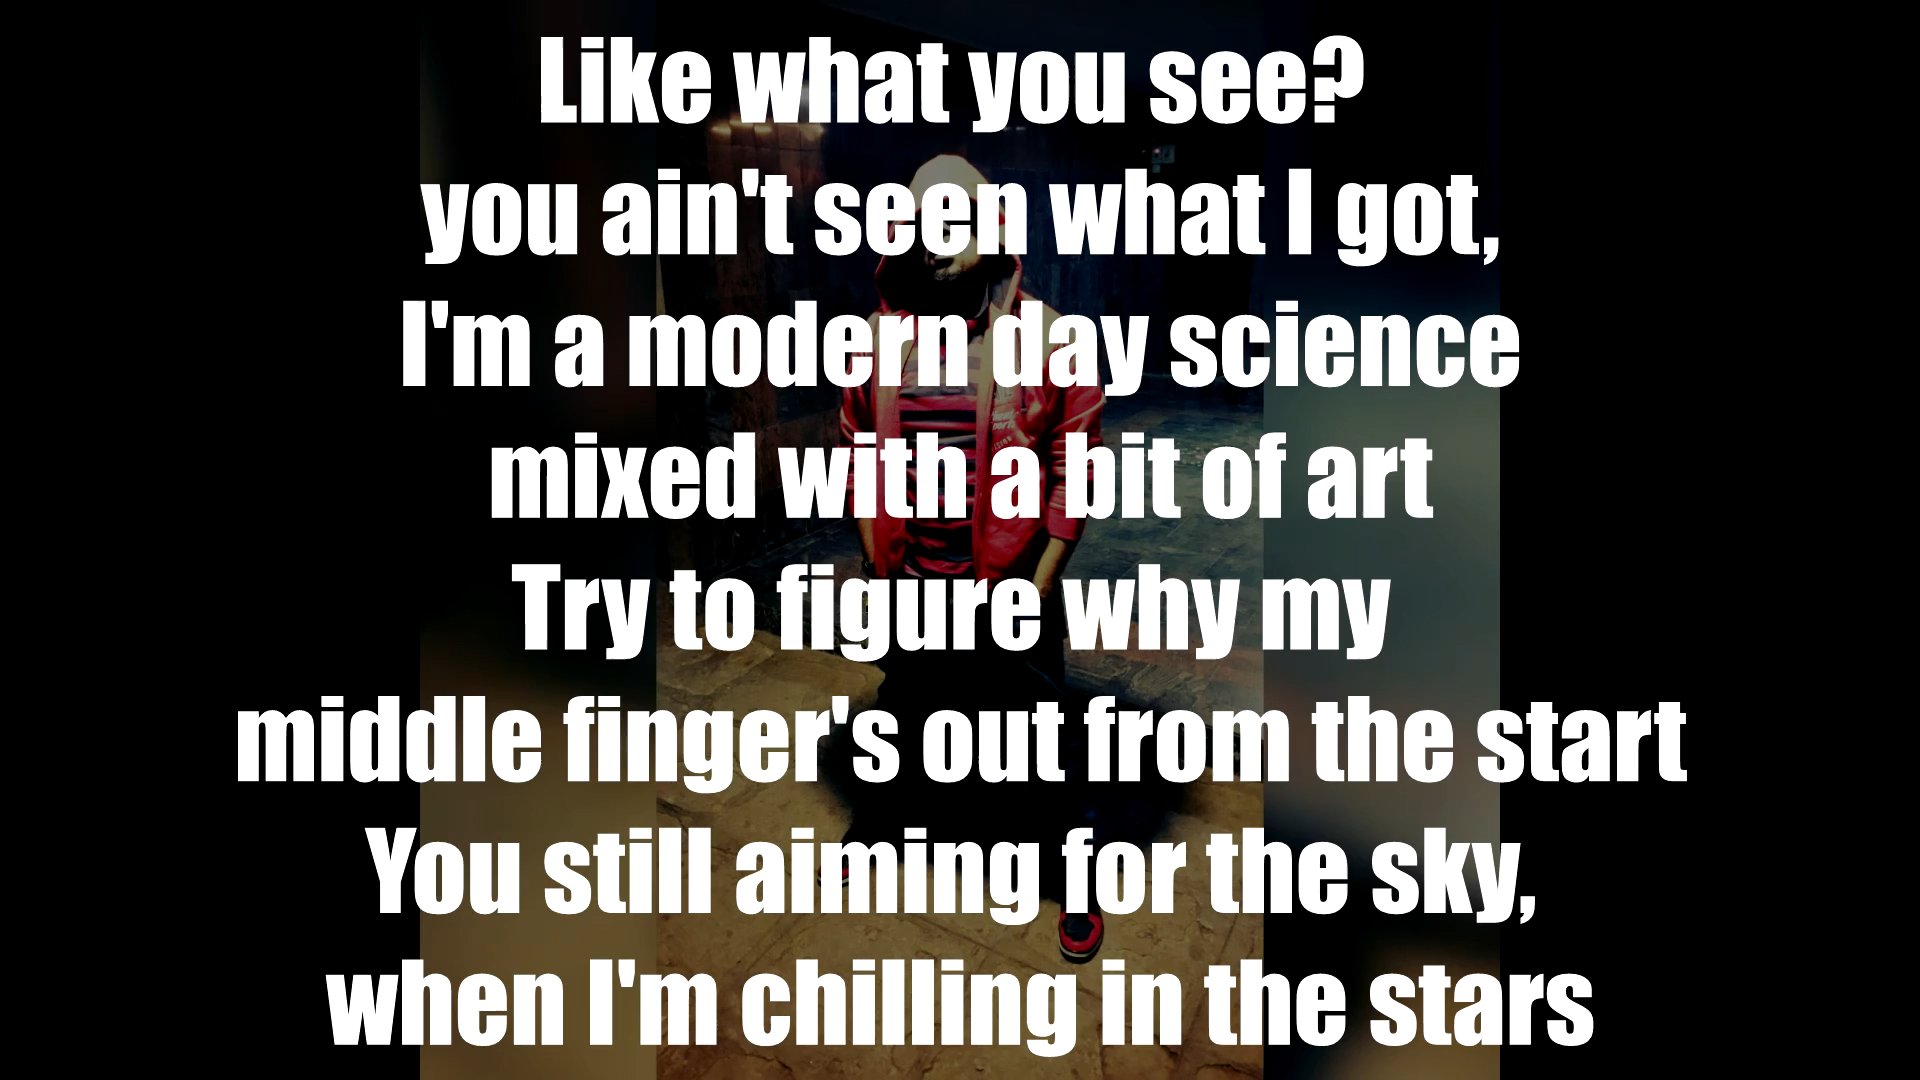 Like what you see?
you ain't seen what I got,
I'm a modern day science
mixed with a bit of art
Try to figure why my
middle finger's out from the start
You still aiming for the sky,
when I'm chilling in the stars